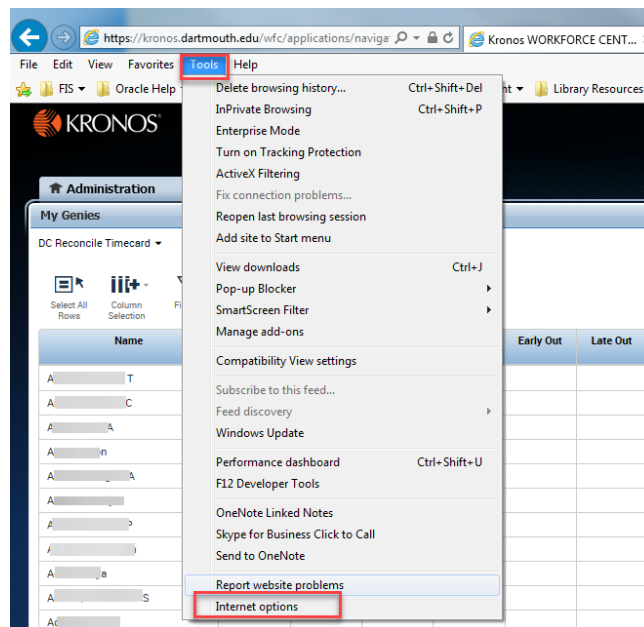 https://kronos.dartmouth.edu/wfc/applications/naviga Kronos WORKFORCE CENT...
File Edit View Favorites Tools Help
FIS Oracle Help Library Resources
KRONOS
Administration
My Genies
DC Reconcile Timecard
Select All Rows
Column Selection
Name Early Out Late Out
Delete browsing history... Ctrl+Shift+Del
InPrivate Browsing Ctrl+Shift+P
Enterprise Mode
Turn on Tracking Protection
ActiveX Filtering
Fix connection problems...
Reopen last browsing session
Add site to Start menu
View downloads Ctrl+J
Pop-up Blocker
SmartScreen Filter
Manage add-ons
Compatibility View settings
Subscribe to this feed...
Feed discovery
Windows Update
Performance dashboard Ctrl+Shift+U
F12 Developer Tools
OneNote Linked Notes
Skype for Business Click to Call
Send to OneNote
Report website problems
Internet options